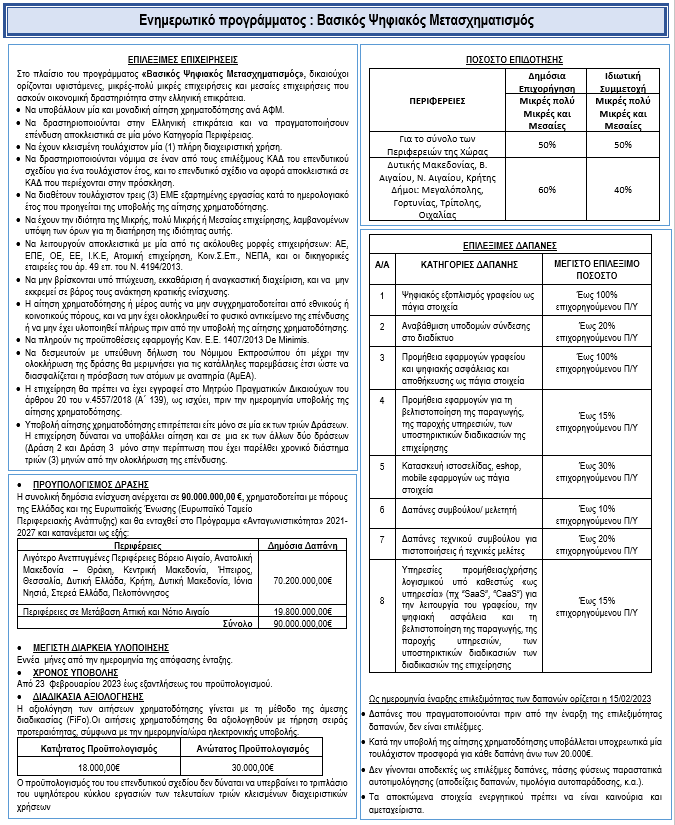 Ενημερωτικό προγράμματος : Βασικός Ψηφιακός Μετασχηματισμός
ΕΠΙΛΕΞΙΜΕΣ ΕΠΙΧΕΙΡΗΣΕΙΣ
Στο πλαίσιο του προγράμματος «Βασικός Ψηφιακός Μετασχηματισμός», δικαιούχοι
ορίζονται υφιστάμενες, μικρές-πολύ μικρές επιχειρήσεις και μεσαίες επιχειρήσεις που
ασκούν οικονομική δραστηριότητα στην ελληνική επικράτεια.
• Να υποβάλλουν μία και μοναδική αίτηση χρηματοδότησης ανά ΑΦΜ.
• Να δραστηριοποιούνται στην Ελληνική επικράτεια και να πραγματοποιήσουν
επένδυση αποκλειστικά σε μία μόνο Κατηγορία Περιφέρειας.
• Να έχουν κλεισμένη τουλάχιστον μία (1) πλήρη διαχειριστική χρήση.
• Να δραστηριοποιούνται νόμιμα σε έναν από τους επιλέξιμους ΚΑΔ του επενδυτικού
σχεδίου για ένα τουλάχιστον έτος, και το επενδυτικό σχέδιο να αφορά αποκλειστικά σε
ΚΑΔ που περιέχονται στην πρόσκληση.
• Να διαθέτουν τουλάχιστον τρεις (3) ΕΜΕ εξαρτημένης εργασίας κατά το ημερολογιακό
έτος που προηγείται της υποβολής της αίτησης χρηματοδότησης.
• Να έχουν την ιδιότητα της Μικρής, πολύ Μικρής ή Μεσαίας επιχείρησης, λαμβανομένων
υπόψη των όρων για τη διατήρηση της ιδιότητας αυτής.
• Να λειτουργούν αποκλειστικά με μία από τις ακόλουθες μορφές επιχειρήσεων: ΑΕ,
ΕΠΕ, ΟΕ, ΕΕ, Ι.Κ.Ε, Ατομική επιχείρηση, Κοιν.Σ.Επ., ΝΕΠΑ, και οι δικηγορικές
εταιρείες του άρ. 49 επ. του Ν. 4194/2013.
• Να μην βρίσκονται υπό πτώχευση, εκκαθάριση ή αναγκαστική διαχείριση, και να μην
εκκρεμεί σε βάρος τους ανάκτηση κρατικής ενίσχυσης.
• Η αίτηση χρηματοδότησης ή μέρος αυτής να μην συγχρηματοδοτείται από εθνικούς ή
κοινοτικούς πόρους, και να μην έχει ολοκληρωθεί το φυσικό αντικείμενο της επένδυσης
ή να μην έχει υλοποιηθεί πλήρως πριν από την υποβολή της αίτησης χρηματοδότησης.
• Να πληρούν τις προϋποθέσεις εφαρμογής Καν. Ε.Ε. 1407/2013 De Minimis.
• Να δεσμευτούν με υπεύθυνη δήλωση του Νόμιμου Εκπροσώπου ότι μέχρι την
ολοκλήρωση της δράσης θα μεριμνήσει για τις κατάλληλες παρεμβάσεις έτσι ώστε να
διασφαλίζεται η πρόσβαση των ατόμων με αναπηρία (ΑμΕΑ).
• Η επιχείρηση θα πρέπει να έχει εγγραφεί στο Μητρώο Πραγματικών Δικαιούχων του
άρθρου 20 του ν.4557/2018 (Α΄ 139), ως ισχύει, πριν την ημερομηνία υποβολής της
αίτησης χρηματοδότησης.
• Υποβολή αίτησης χρηματοδότησης επιτρέπεται είτε μόνο σε μία εκ των τριών Δράσεων.
Η επιχείρηση δύναται να υποβάλλει αίτηση και σε μια εκ των άλλων δύο δράσεων
(Δράση 2 και Δράση 3 μόνο στην περίπτωση που έχει παρέλθει χρονικό διάστημα
τριών (3) μηνών από την ολοκλήρωση της επένδυσης.
• ΠΡΟΥΠΟΛΟΓΙΣΜΟΣ ΔΡΑΣΗΣ
Η συνολική δημόσια ενίσχυση ανέρχεται σε 90.000.000,00 €, χρηματοδοτείται με πόρους
της Ελλάδας και της Ευρωπαϊκής Ένωσης (Ευρωπαϊκό Ταμείο
Περιφερειακής Ανάπτυξης) και θα ενταχθεί στο Πρόγραμμα «Ανταγωνιστικότητα» 2021-
2027 και κατανέμεται ως εξής:
Περιφέρειες Δημόσια Δαπάνη
Λιγότερο Ανεπτυγμένες Περιφέρειες Βόρειο Αιγαίο, Ανατολική
Μακεδονία – Θράκη, Κεντρική Μακεδονία, Ήπειρος,
Θεσσαλία, Δυτική Ελλάδα, Κρήτη, Δυτική Μακεδονία, Ιόνια
Νησιά, Στερεά Ελλάδα, Πελοπόννησος
70.200.000,00€
Περιφέρειες σε Μετάβαση Αττική και Νότιο Αιγαίο 19.800.000,00€
Σύνολο 90.000.000,00€
• ΜΕΓΙΣΤΗ ΔΙΑΡΚΕΙΑ ΥΛΟΠΟΙΗΣΗΣ
Εννέα μήνες από την ημερομηνία της απόφασης ένταξης.
• ΧΡΟΝΟΣ ΥΠΟΒΟΛΗΣ
Από 23 Φεβρουαρίου 2023 έως εξαντλήσεως του προϋπολογισμού.
• ΔΙΑΔΙΚΑΣΙΑ ΑΞΙΟΛΟΓΗΣΗΣ
Η αξιολόγηση των αιτήσεων χρηματοδότησης γίνεται με τη μέθοδο της άμεσης
διαδικασίας (FiFo).Οι αιτήσεις χρηματοδότησης θα αξιολογηθούν με τήρηση σειράς
προτεραιότητας, σύμφωνα με την ημερομηνία/ώρα ηλεκτρονικής υποβολής.
Κατώτατος Προϋπολογισμός Ανώτατος Προϋπολογισμός
18.000,00€ 30.000,00€
Ο προϋπολογισμός του του επενδυτικού σχεδίου δεν δύναται να υπερβαίνει το τριπλάσιο
του υψηλότερου κύκλου εργασιών των τελευταίων τριών κλεισμένων διαχειριστικών
χρήσεων
ΠΟΣΟΣΤΟ ΕΠΙΔΟΤΗΣΗΣ
ΠΕΡΙΦΕΡΕΙΕΣ
Δημόσια
Επιχορήγηση
Ιδιωτική
Συμμετοχή
Μικρές πολύ
Μικρές και
Μεσαίες
Μικρές πολύ
Μικρές και
Μεσαίες
Για το σύνολο των
Περιφερειών της Χώρας
50% 50%
Δυτικής Μακεδονίας, Β.
Αιγαίου, Ν. Αιγαίου, Κρήτης
Δήμοι: Μεγαλόπολης,
Γορτυνίας, Τρίπολης,
Οιχαλίας
60% 40%
ΕΠΙΛΕΞΙΜΕΣ ΔΑΠΑΝΕΣ
Α/Α ΚΑΤΗΓΟΡΙΕΣ ΔΑΠΑΝΗΣ
ΜΕΓΙΣΤΟ ΕΠΙΛΕΞΙΜΟ
ΠΟΣΟΣΤΟ
1 Ψηφιακός εξοπλισμός γραφείου ως
πάγια στοιχεία
Έως 100%
επιχορηγούμενου Π/Υ
2 Αναβάθμιση υποδομών σύνδεσης
στο διαδίκτυο
Έως 20%
επιχορηγούμενου Π/Υ
3 Προμήθεια εφαρμογών γραφείου
και ψηφιακής ασφάλειας και
αποθήκευσης ως πάγια στοιχεία
Έως 100%
επιχορηγούμενου Π/Υ
4 Προμήθεια εφαρμογών για τη
βελτιστοποίηση της παραγωγής,
της παροχής υπηρεσιών, των
υποστηρικτικών διαδικασιών της
επιχείρησης
Έως 15%
επιχορηγούμενου Π/Υ
5 Κατασκευή ιστοσελίδας, eshop,
mobile εφαρμογών ως πάγια
στοιχεία
Έως 30%
επιχορηγούμενου Π/Υ
6 Δαπάνες συμβούλου/ μελετητή
Έως 10%
επιχορηγούμενου Π/Υ
7 Δαπάνες τεχνικού συμβούλου για
πιστοποιήσεις ή τεχνικές μελέτες
Έως 20%
επιχορηγούμενου Π/Υ
8 Υπηρεσίες προμήθειας/χρήσης
λογισμικού υπό καθεστώς «ως
υπηρεσία» (πχ “SaaS”, “CaaS”) για
την λειτουργία του γραφείου, την
ψηφιακή ασφάλεια και τη
βελτιστοποίηση της παραγωγής, της
παροχής υπηρεσιών, των
υποστηρικτικών διαδικασιών των
διαδικασιών της επιχείρησης
Έως 15%
επιχορηγούμενου Π/Υ
Ως ημερομηνία έναρξης επιλεξιμότητας των δαπανών ορίζεται η 15/02/2023
• Δαπάνες που πραγματοποιούνται πριν από την έναρξη της επιλεξιμότητας
δαπανών, δεν είναι επιλέξιμες.
• Κατά την υποβολή της αίτησης χρηματοδότησης υποβάλλεται υποχρεωτικά μία
τουλάχιστον προσφορά για κάθε δαπάνη άνω των 20.000€.
• Δεν γίνονται αποδεκτές ως επιλέξιμες δαπάνες, πάσης φύσεως παραστατικά
αυτοτιμολόγησης (αποδείξεις δαπανών, τιμολόγια αυτοπαράδοσης, κ.α.).
• Τα αποκτώμενα στοιχεία ενεργητικού πρέπει να είναι καινούρια και
αμεταχείριστα.